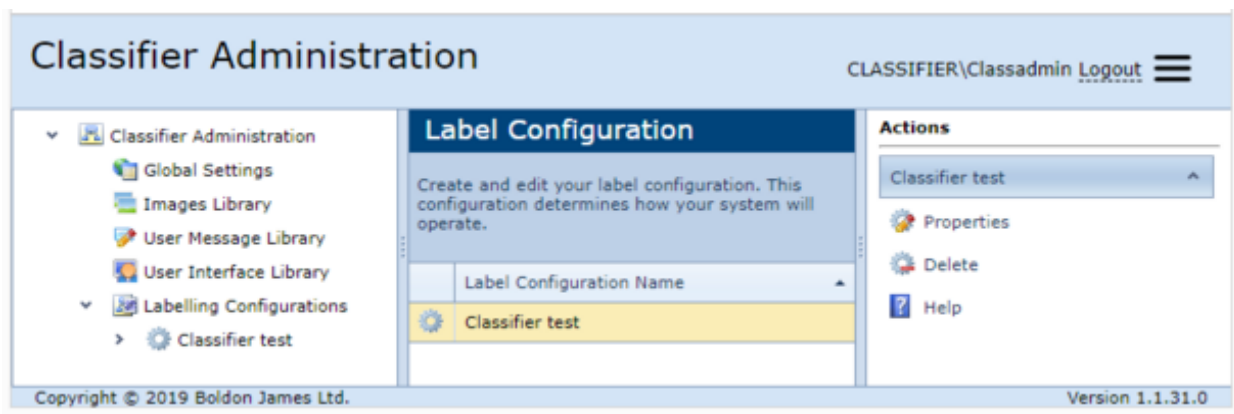 Classifier Administration
CLASSIFIER\Classadmin Logout
Classifier Administration
Global Settings
Images Library
User Message Library
User Interface Library
Labelling Configurations
Classifier test
Label Configuration
Create and edit your label configuration. This
configuration determines how your system will
operate.
Label Configuration Name
Classifier test
Actions
Classifier test
Properties
Delete
Help
Copyright © 2019 Boldon James Ltd.
Version 1.1.31.0